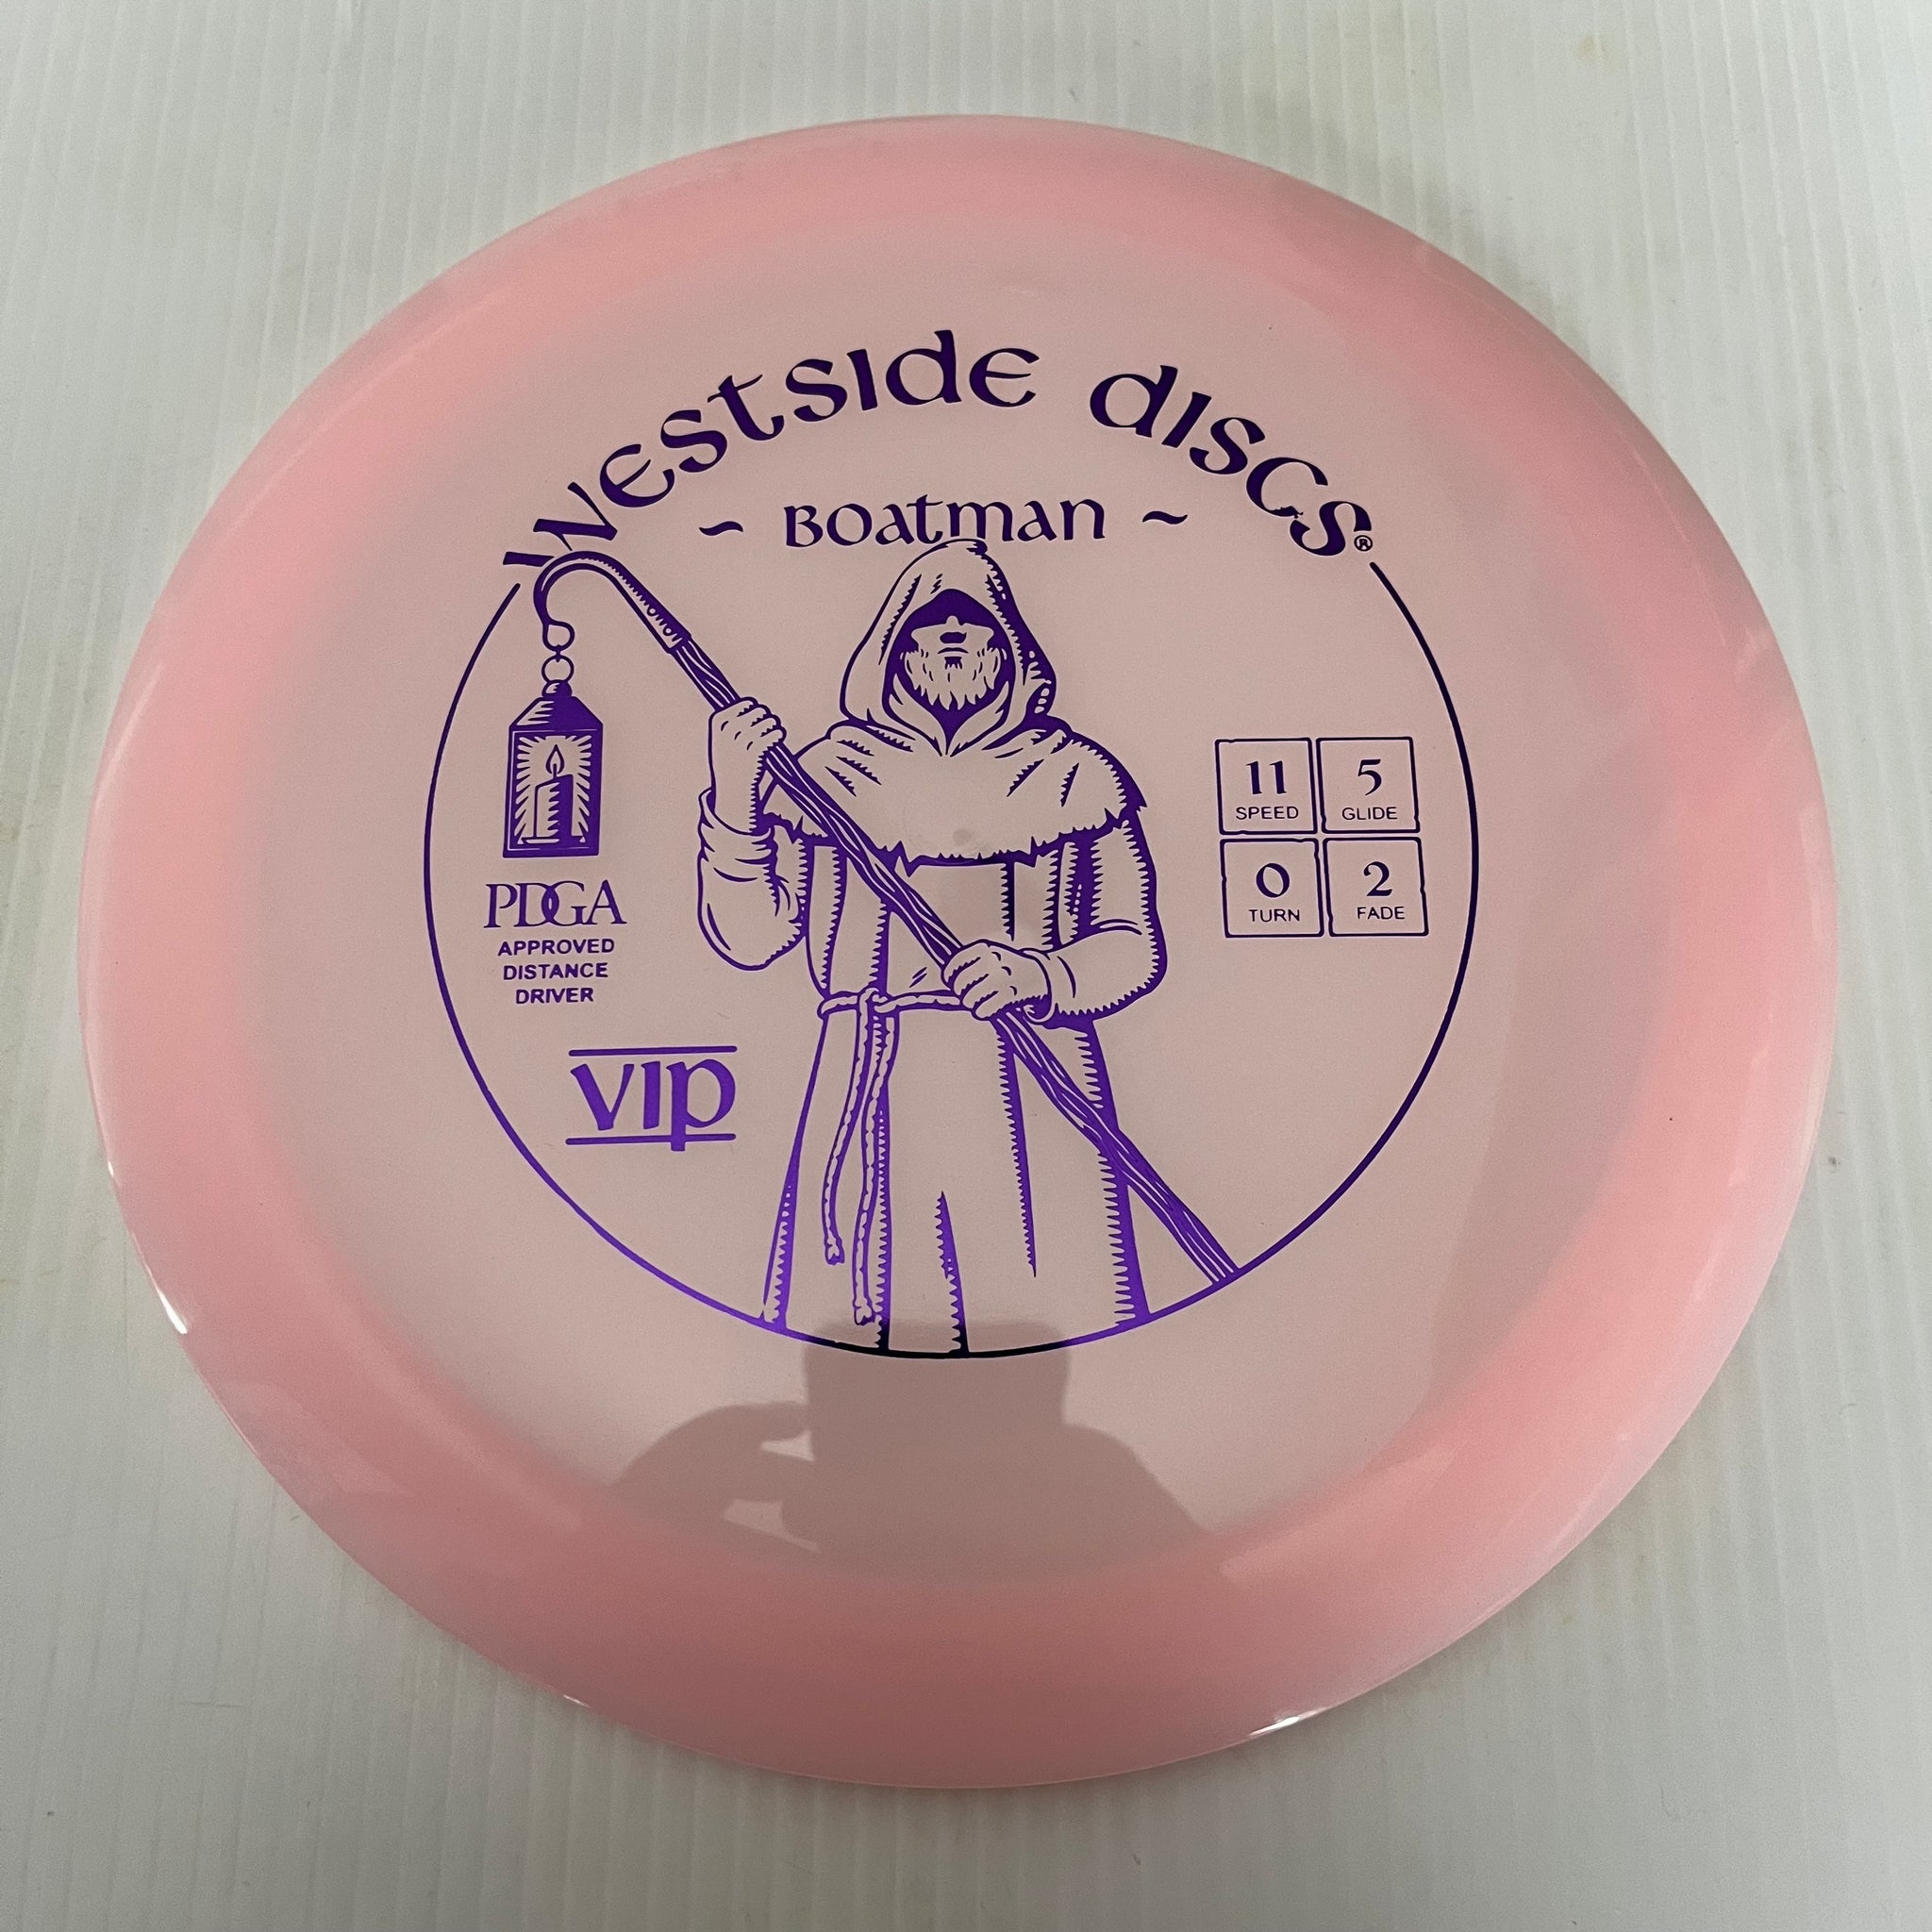 Westside discs®
~ Boatman ~
11 5
SPEED GLIDE
0 2
TURN FADE
PDGA
APPROVED
DISTANCE
DRIVER
VIP